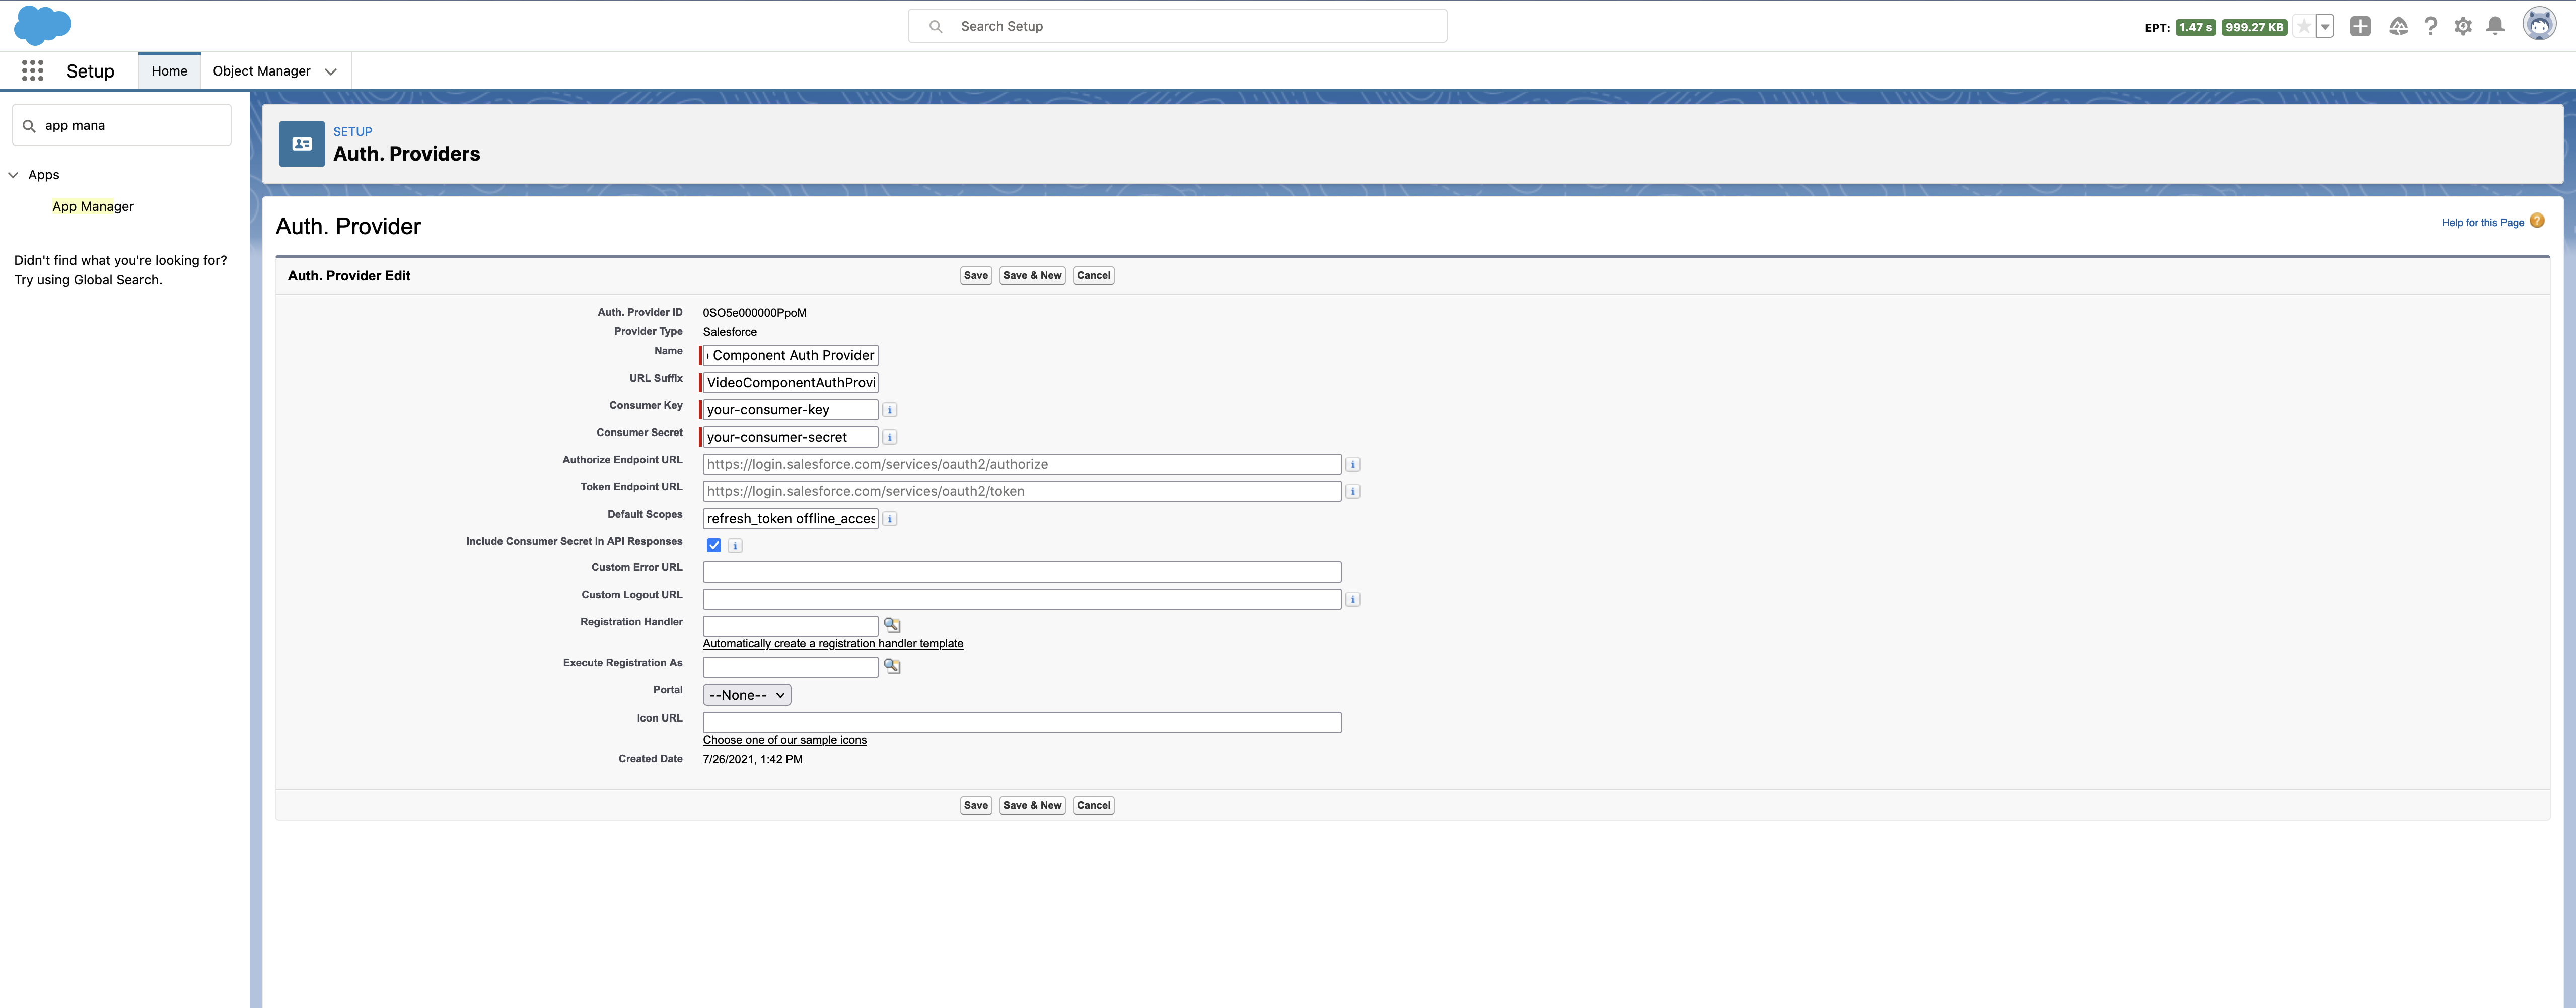 Search Setup
EPT: 1.47 s 999.27 KB
Setup Home Object Manager
app mana
Apps
App Manager
Didn't find what you're looking for?
Try using Global Search.
SETUP
Auth. Providers
Auth. Provider
Help for this Page ?
Auth. Provider Edit Save Save & New Cancel
Auth. Provider ID 0SO5e000000PpoM
Provider Type Salesforce
Name Component Auth Provider
URL Suffix VideoComponentAuthProvi
Consumer Key your-consumer-key i
Consumer Secret your-consumer-secret i
Authorize Endpoint URL https://login.salesforce.com/services/oauth2/authorize i
Token Endpoint URL https://login.salesforce.com/services/oauth2/token i
Default Scopes refresh_token offline_acces i
Include Consumer Secret in API Responses i
Custom Error URL
Custom Logout URL i
Registration Handler
Automatically create a registration handler template
Execute Registration As
Portal --None--
Icon URL
Choose one of our sample icons
Created Date 7/26/2021, 1:42 PM
Save Save & New Cancel